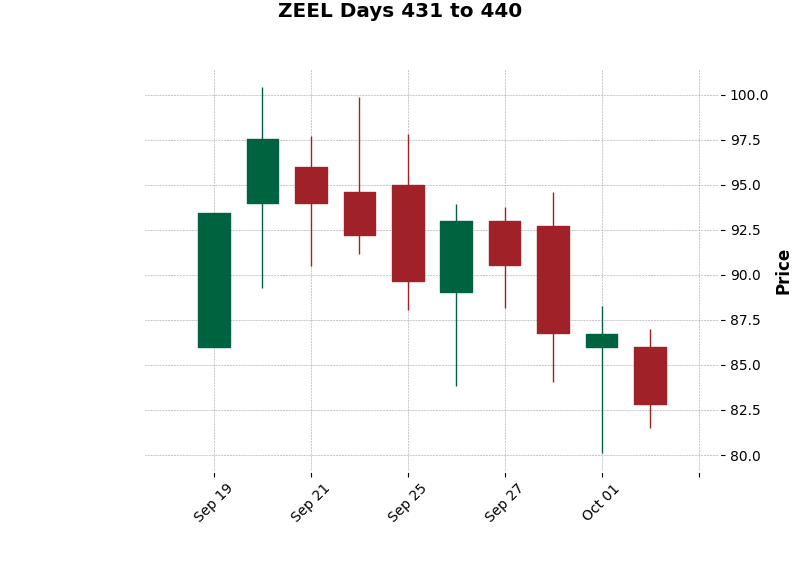 ZEEL Days 431 to 440
100.0
97.5
95.0
92.5
90.0
87.5
85.0
82.5
80.0
Price
Sep 19
Sep 21
Sep 25
Sep 27
Oct 01